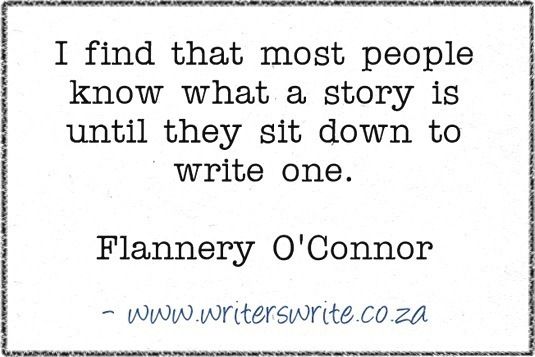 I find that most people
know what a story is
until they sit down to
write one.
Flannery O'Connor
- www.writerswrite.co.za